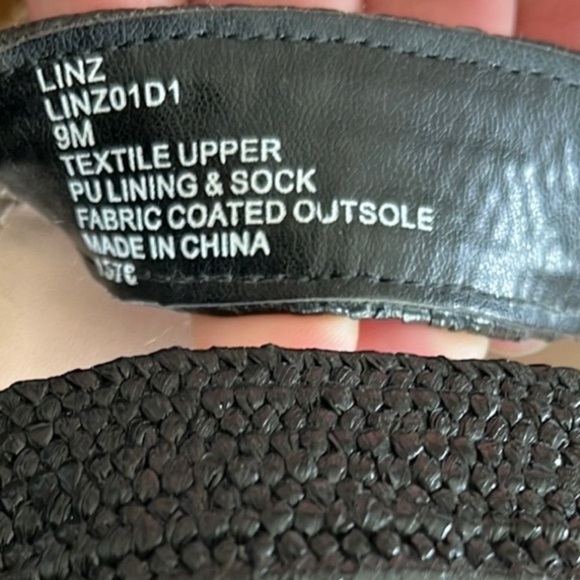 LINZ
LINZ01D1
9M
TEXTILE UPPER
PU LINING & SOCK
FABRIC COATED OUTSOLE
MADE IN CHINA